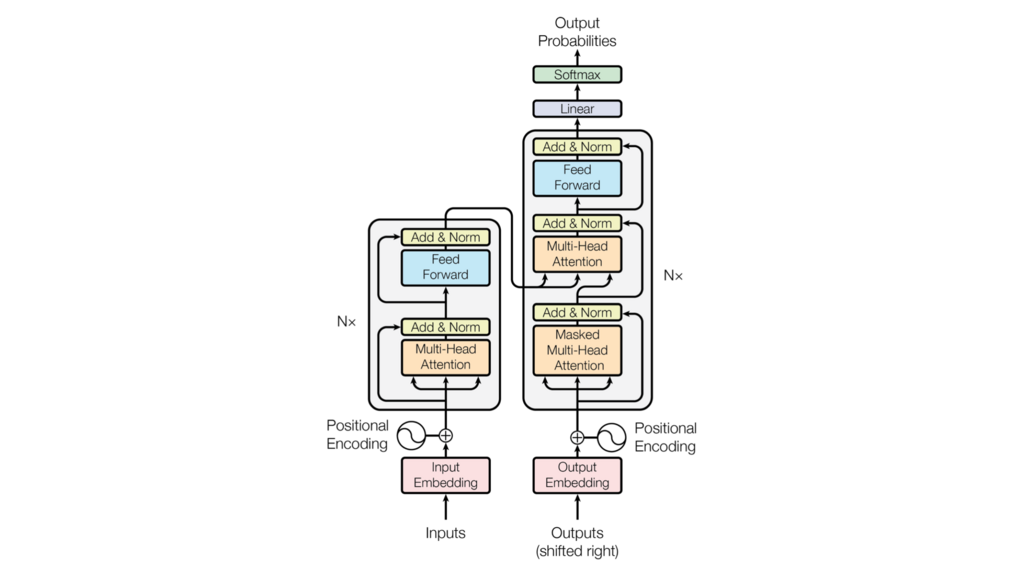 Output
Probabilities
Softmax
Linear
Add & Norm
Feed
Forward
Add & Norm
Multi-Head
Attention
Add & Norm
Masked
Multi-Head
Attention
N×
Positional
Encoding
Output
Embedding
Outputs
(shifted right)
Add & Norm
Feed
Forward
Add & Norm
Multi-Head
Attention
N×
Positional
Encoding
Input
Embedding
Inputs